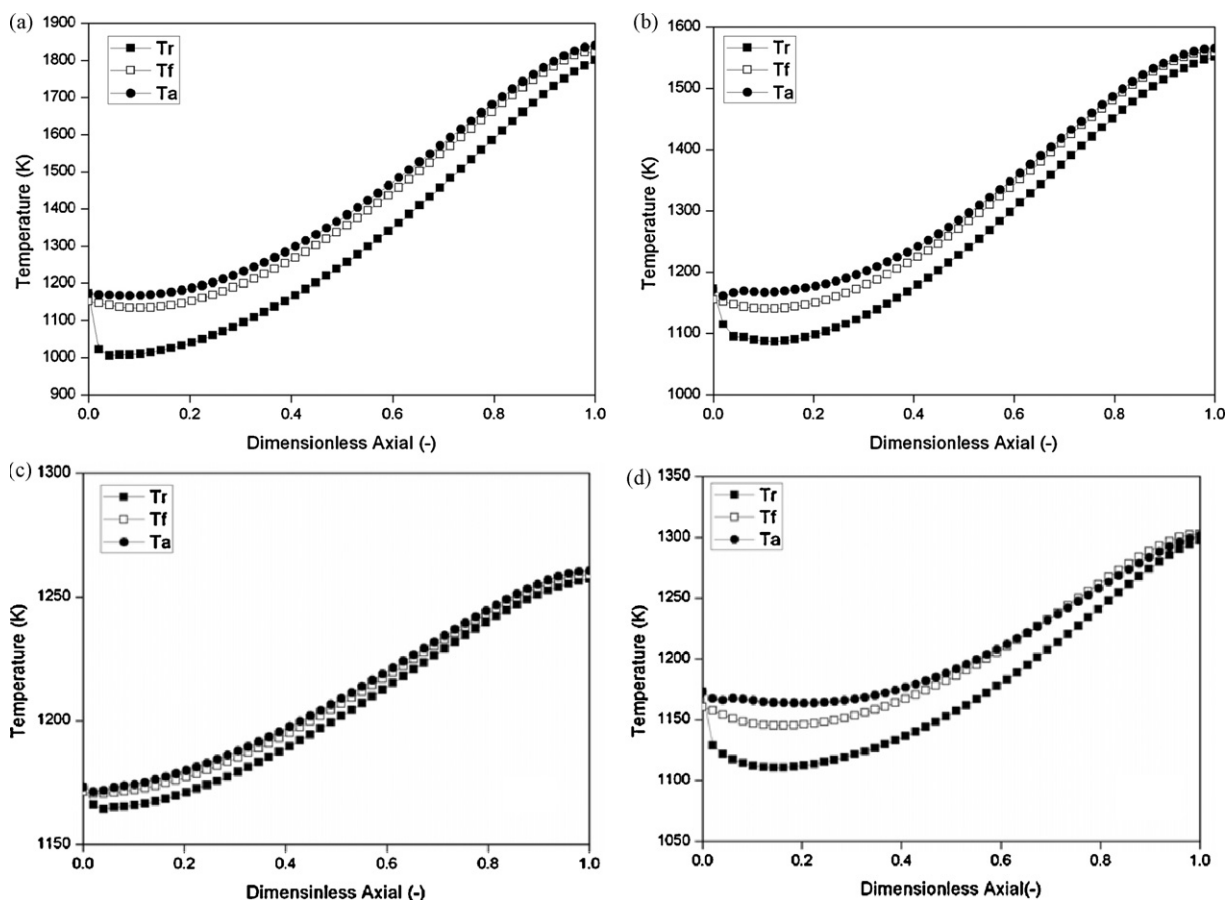 (a)
1900
1800
1700
1600
1500
1400
1300
1200
1100
1000
900
Temperature (K)
Tr
Tf
Ta
0.0 0.2 0.4 0.6 0.8 1.0
Dimensionless Axial (-)
(b)
1600
1500
1400
1300
1200
1100
1000
Temperature (K)
Tr
Tf
Ta
0.0 0.2 0.4 0.6 0.8 1.0
Dimensionless Axial (-)
(c)
1300
1250
1200
1150
Temperature (K)
Tr
Tf
Ta
0.0 0.2 0.4 0.6 0.8 1.0
Dimensinless Axial (-)
(d)
1350
1300
1250
1200
1150
1100
1050
Temperature (K)
Tr
Tf
Ta
0.0 0.2 0.4 0.6 0.8 1.0
Dimensionless Axial(-)